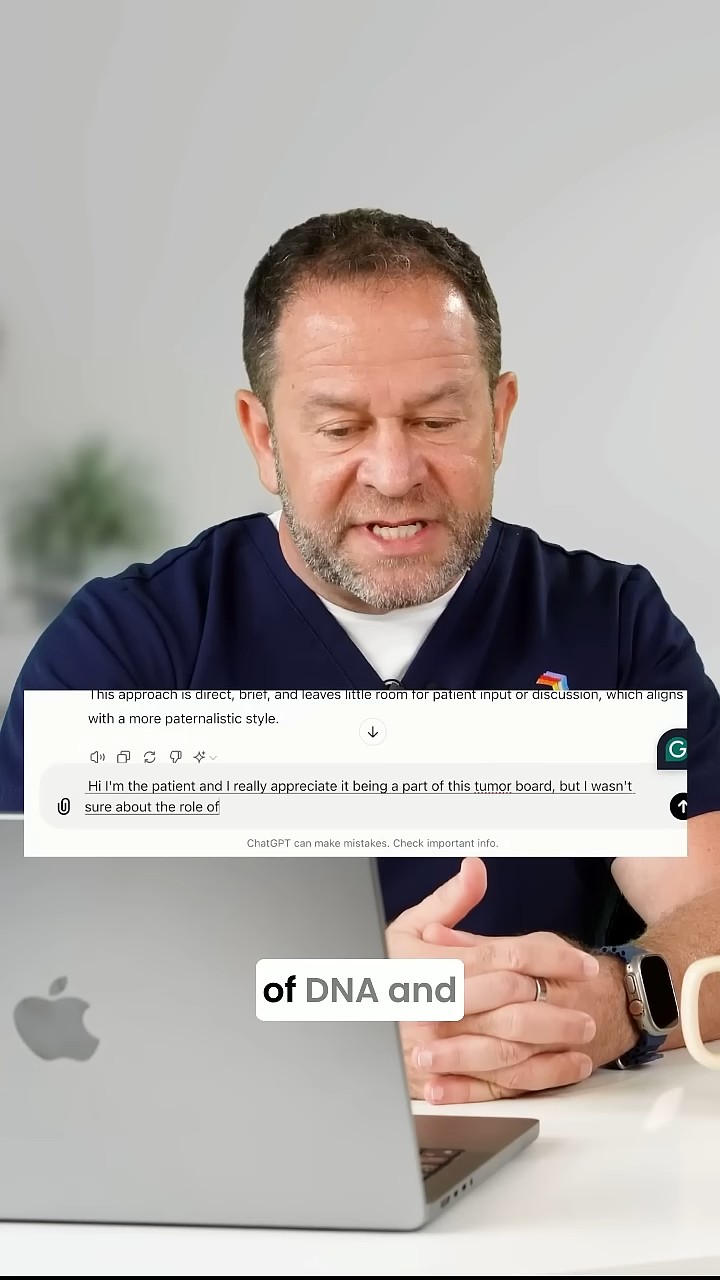 This approach is direct, brief, and leaves little room for patient input or discussion, which aligns
with a more paternalistic style.
Hi I'm the patient and I really appreciate it being a part of this tumor board, but I wasn't
sure about the role of
ChatGPT can make mistakes. Check important info.
of DNA and